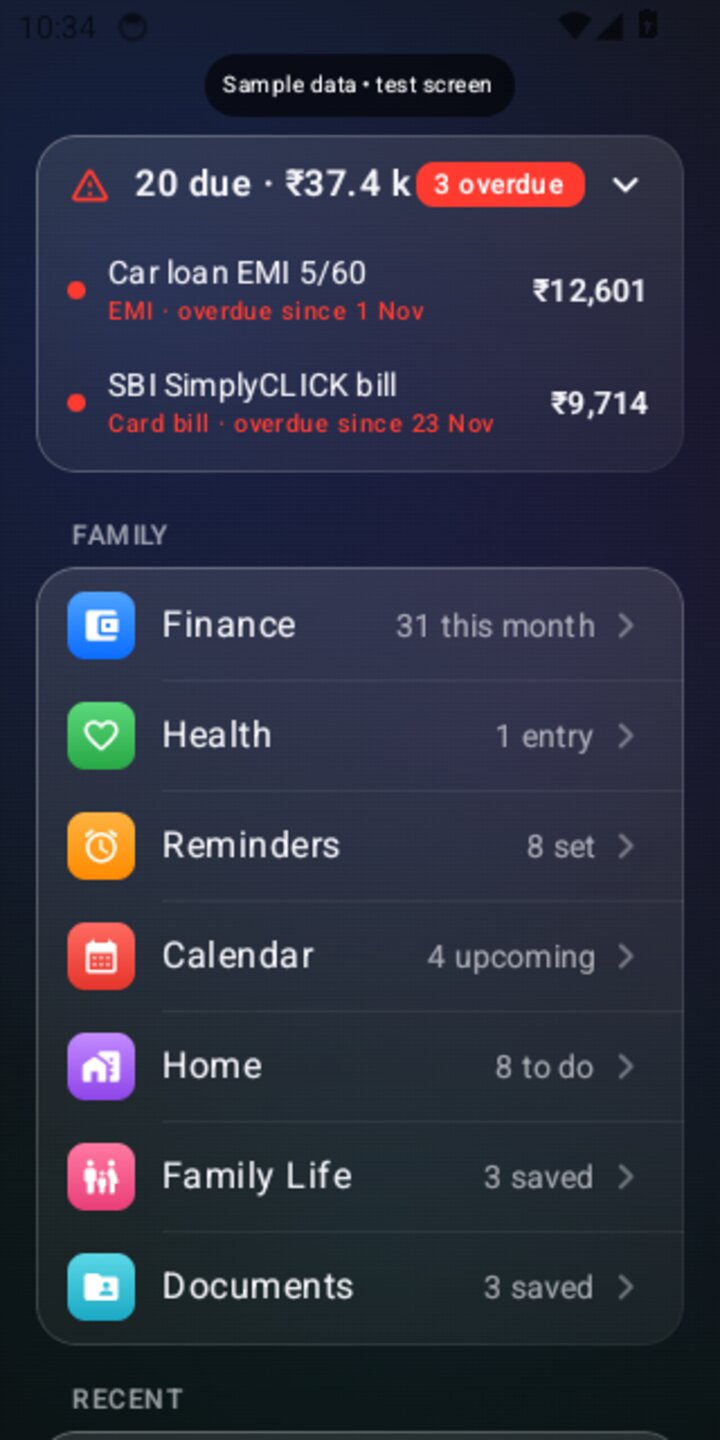 10:34
Sample data • test screen
20 due · ₹37.4 k 3 overdue
Car loan EMI 5/60
₹12,601
EMI · overdue since 1 Nov
SBI SimplyCLICK bill
₹9,714
Card bill · overdue since 23 Nov
FAMILY
Finance 31 this month
Health 1 entry
Reminders 8 set
Calendar 4 upcoming
Home 8 to do
Family Life 3 saved
Documents 3 saved
RECENT